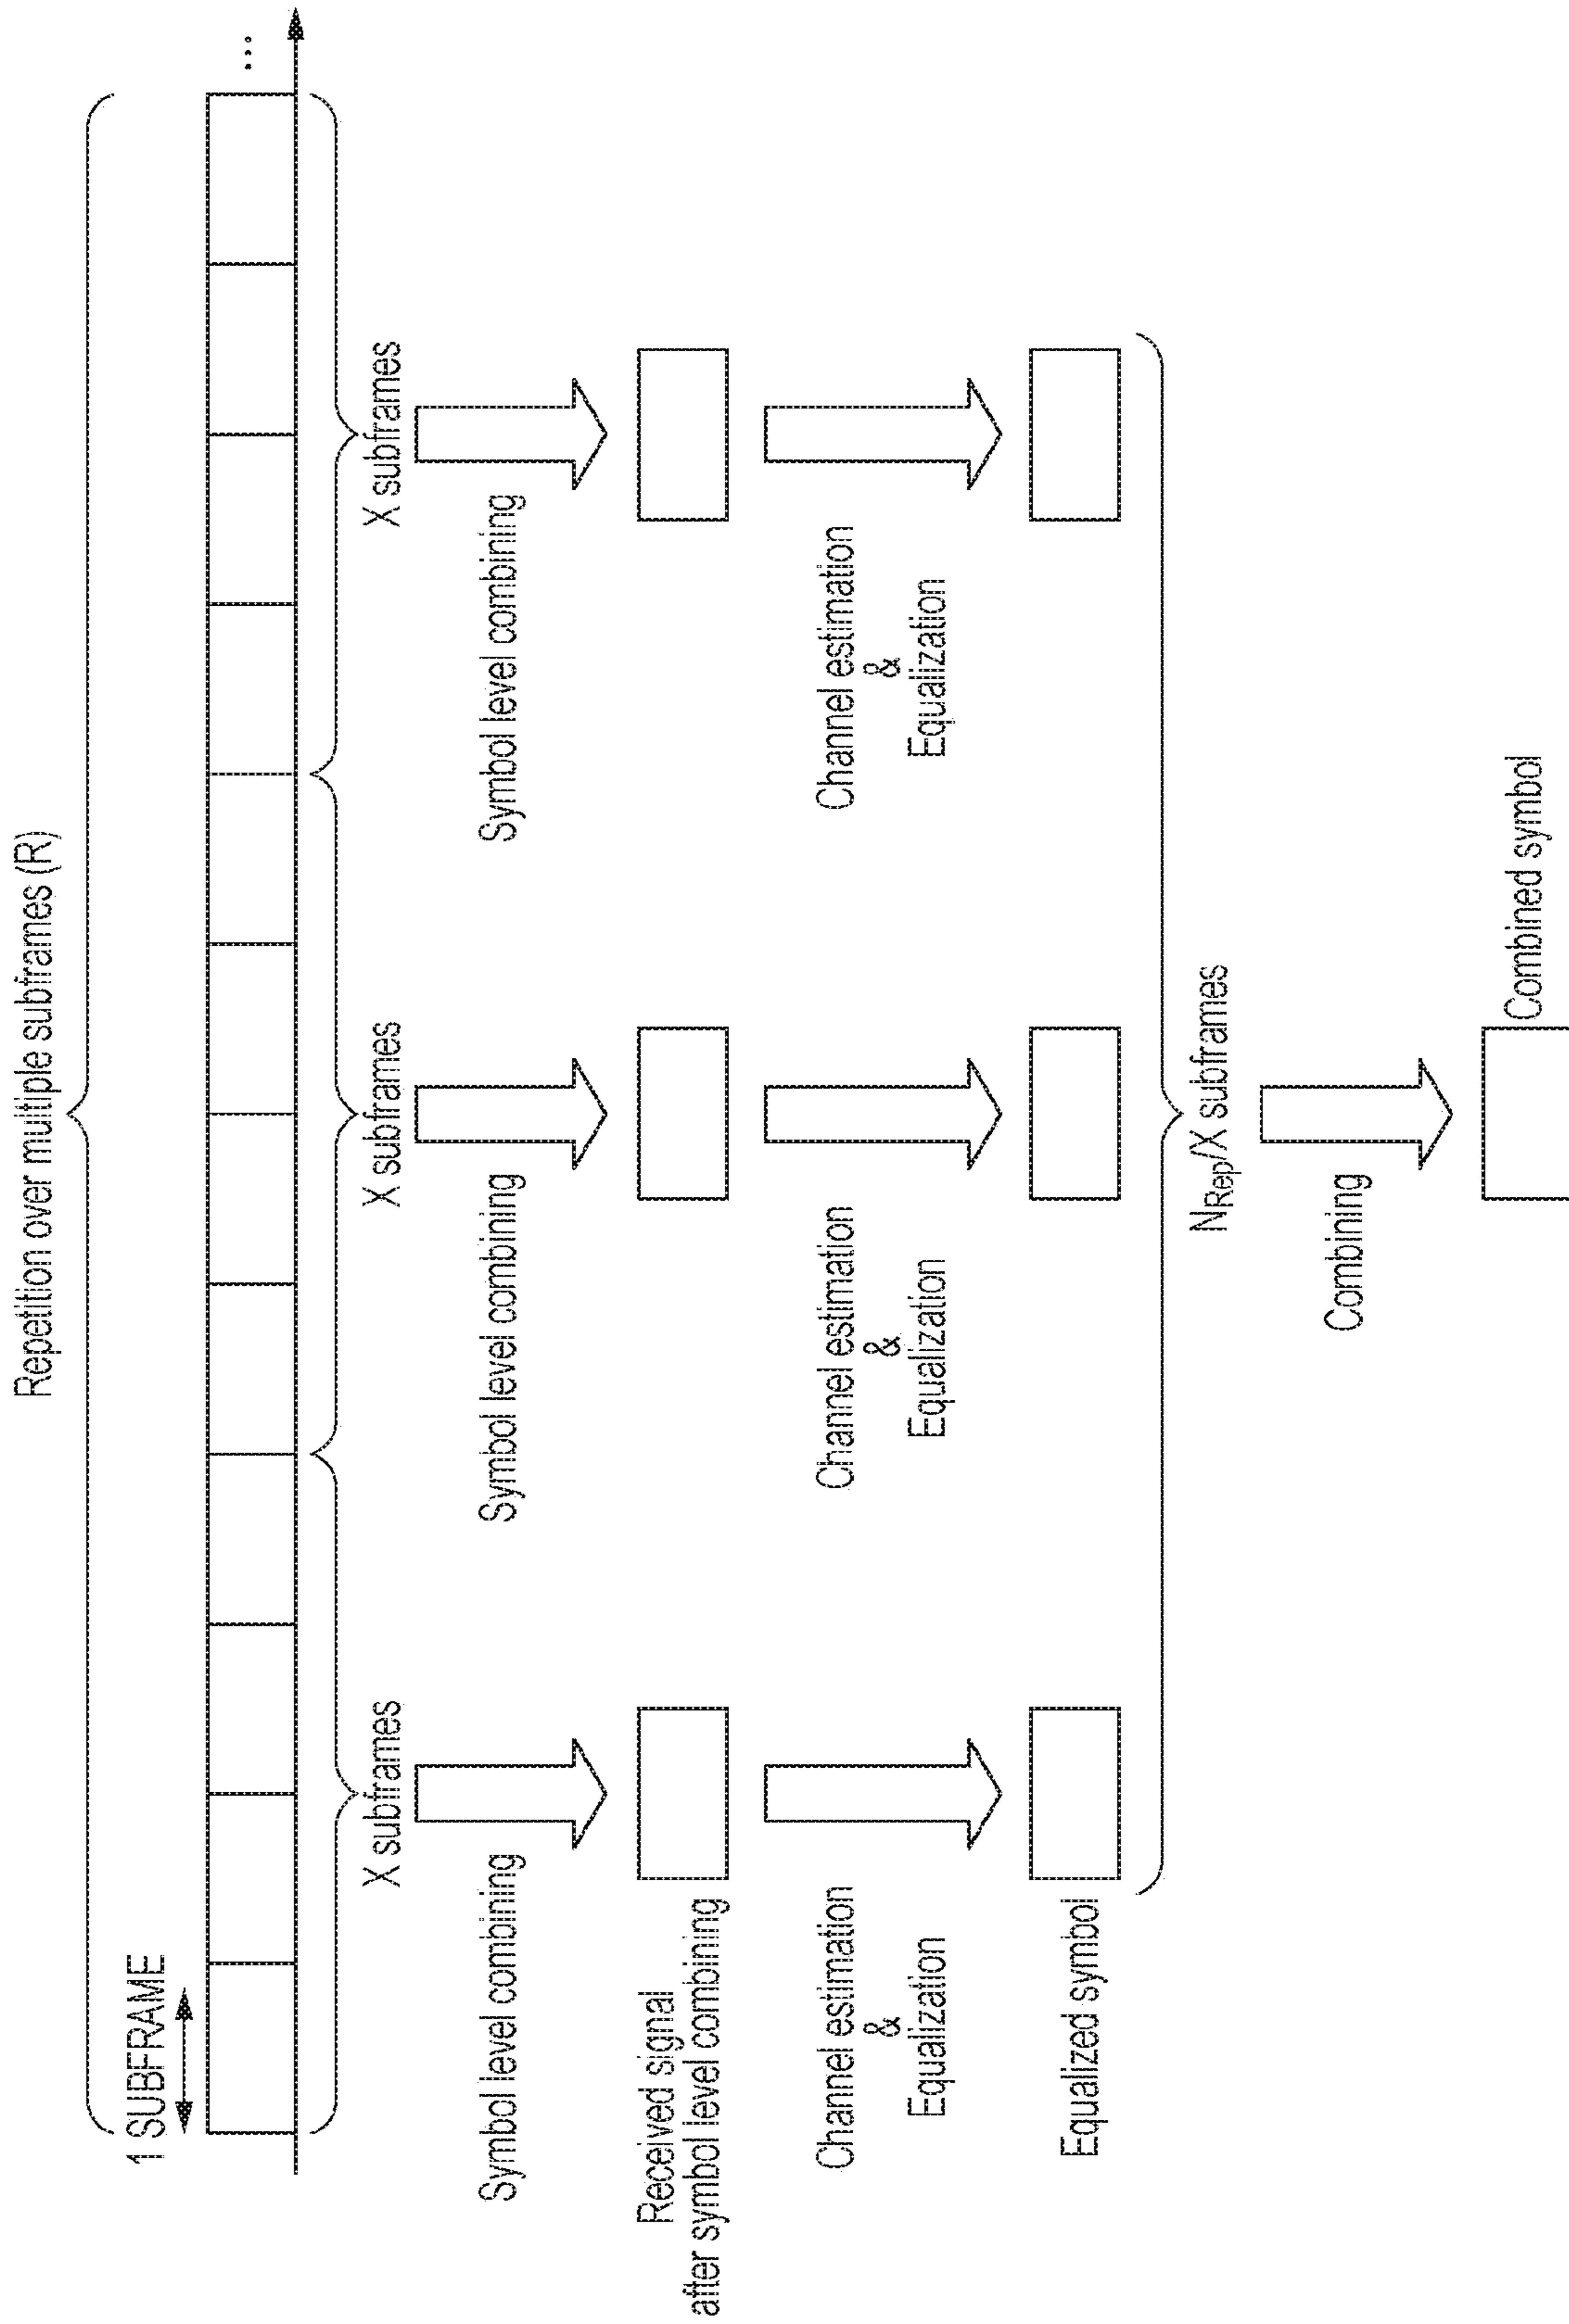 Repetition over multiple subframes (R)
1 SUBFRAME
...
X subframes
X subframes
X subframes
Symbol level combining
Symbol level combining
Symbol level combining
Received signal
after symbol level combining
Channel estimation
&
Equalization
Channel estimation
&
Equalization
Channel estimation
&
Equalization
Equalized symbol
NRep/X subframes
Combining
Combined symbol